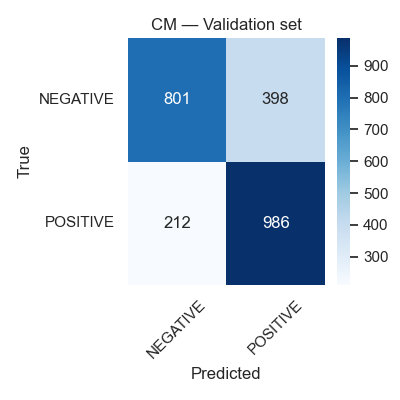 CM — Validation set
NEGATIVE
801
398
POSITIVE
212
986
True
NEGATIVE
POSITIVE
Predicted
900
800
700
600
500
400
300